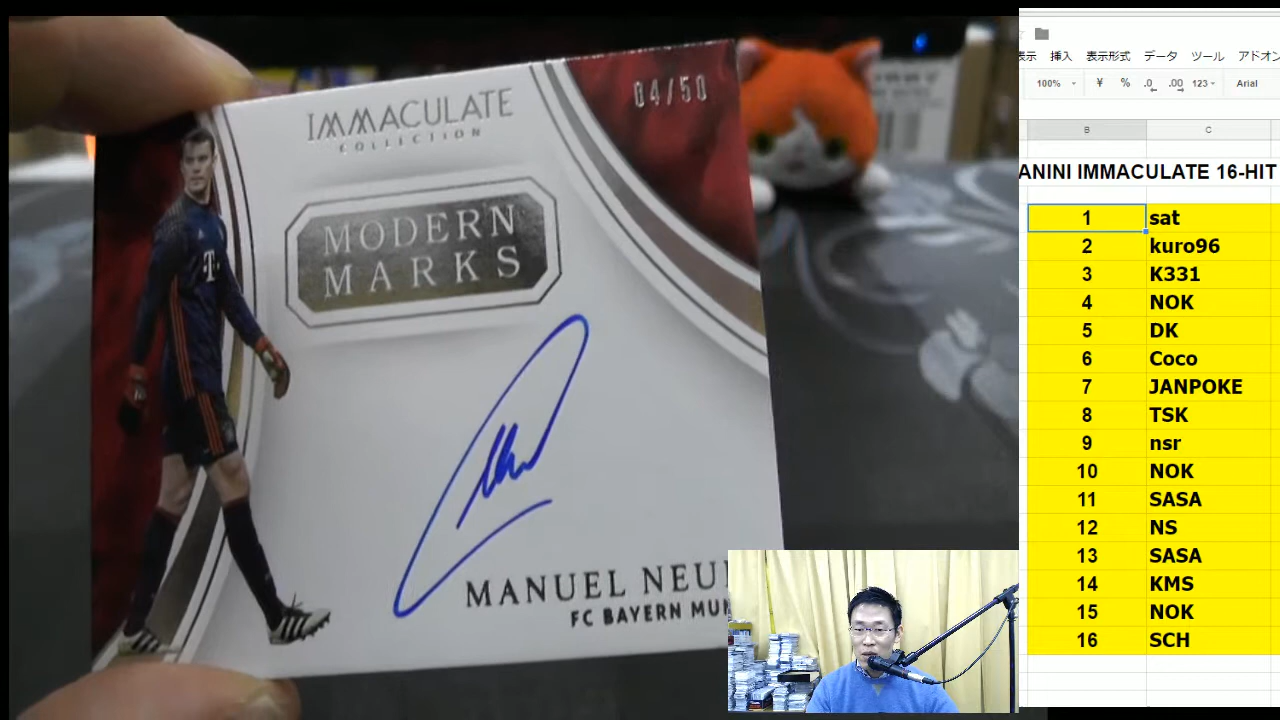 04/50
IMMACULATE
COLLECTION
MODERN
MARKS
T
MANUEL NEU
FC BAYERN MUN
表示 挿入 表示形式 データ ツール アドオン
100% ¥ % .0 .00 123 Arial
B C
ANINI IMMACULATE 16-HIT
1 sat
2 kuro96
3 K331
4 NOK
5 DK
6 Coco
7 JANPOKE
8 TSK
9 nsr
10 NOK
11 SASA
12 NS
13 SASA
14 KMS
15 NOK
16 SCH